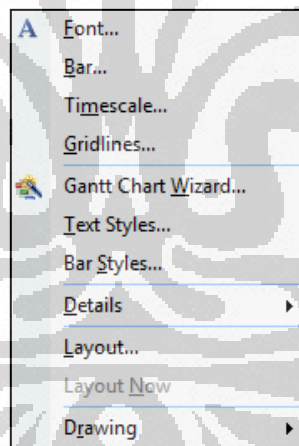 A Font...
Bar...
Timescale...
Gridlines...
Gantt Chart Wizard...
Text Styles...
Bar Styles...
Details
Layout...
Layout Now
Drawing